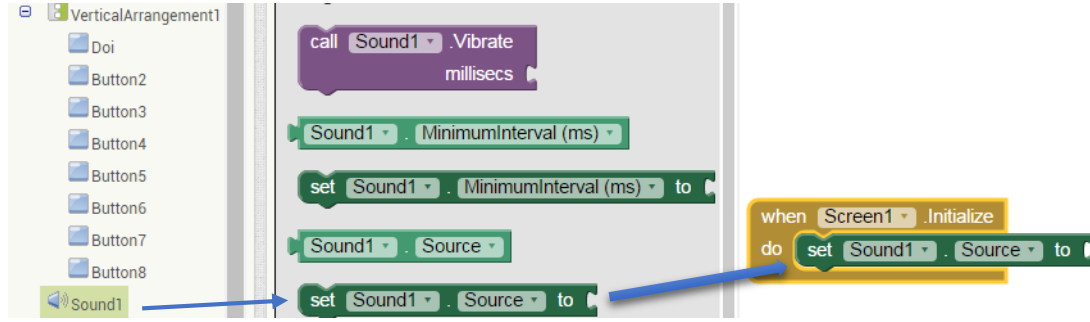 VerticalArrangement1
Doi
Button2
Button3
Button4
Button5
Button6
Button7
Button8
Sound1
call Sound1 .Vibrate
millisecs
Sound1 . MinimumInterval (ms)
set Sound1 . MinimumInterval (ms) to
Sound1 . Source
set Sound1 . Source to
when Screen1 .Initialize
do set Sound1 . Source to